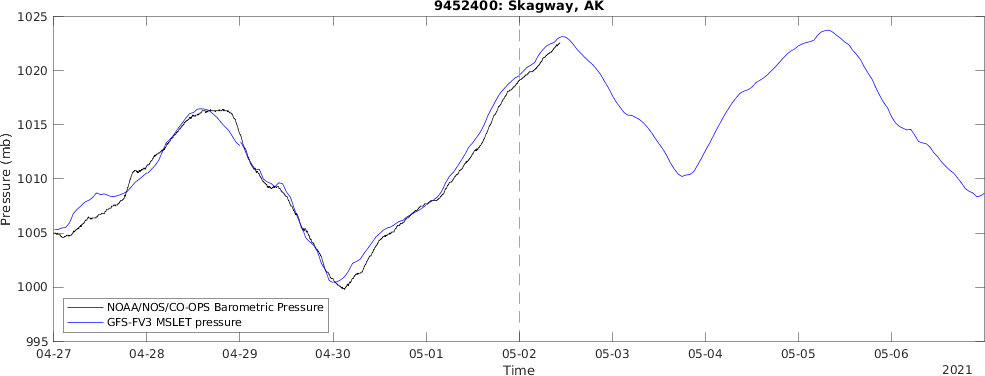 9452400: Skagway, AK
1025
1020
1015
1010
1005
1000
995
Pressure (mb)
NOAA/NOS/CO-OPS Barometric Pressure
GFS-FV3 MSLET pressure
04-27 04-28 04-29 04-30 05-01 05-02 05-03 05-04 05-05 05-06
Time
2021